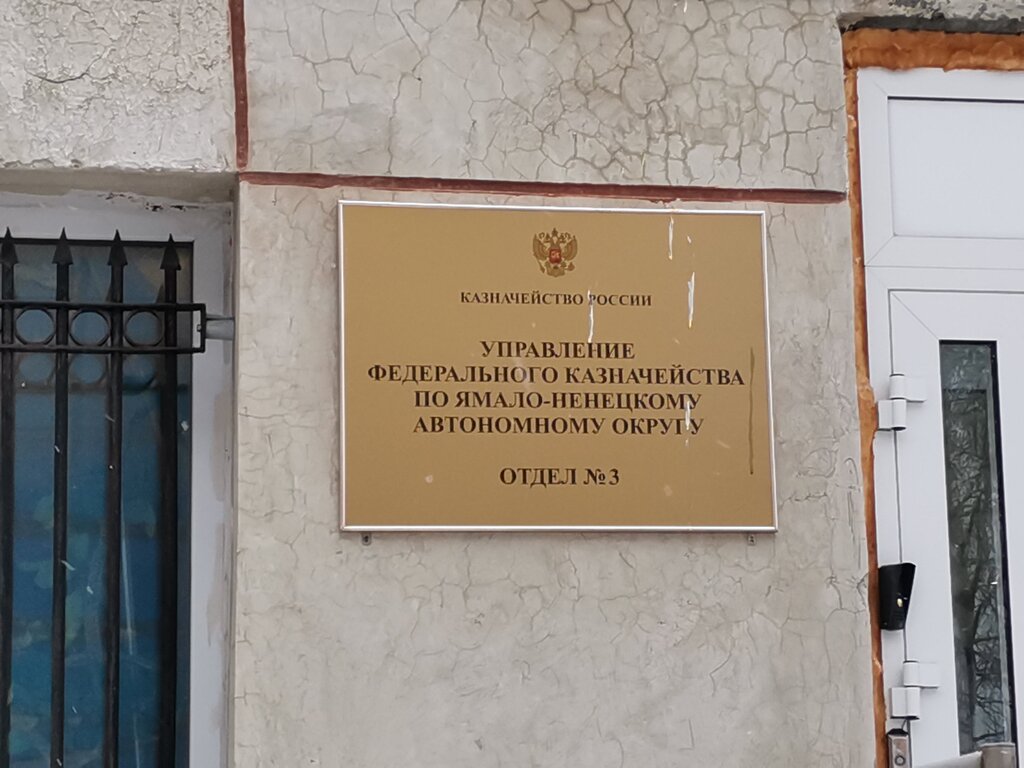 КАЗНАЧЕЙСТВО РОССИИ
УПРАВЛЕНИЕ
ФЕДЕРАЛЬНОГО КАЗНАЧЕЙСТВА
ПО ЯМАЛО-НЕНЕЦКОМУ
АВТОНОМНОМУ ОКРУГУ
ОТДЕЛ №3